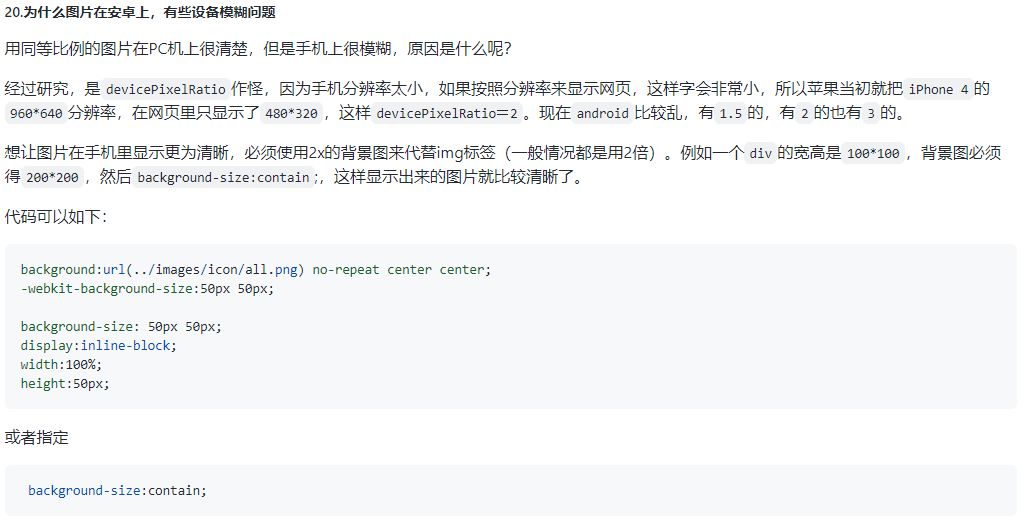 20.为什么图片在安卓上，有些设备模糊问题
用同等比例的图片在PC机上很清楚，但是手机上很模糊，原因是什么呢？
经过研究，是 devicePixelRatio 作怪，因为手机分辨率太小，如果按照分辨率来显示网页，这样字会非常小，所以苹果当初就把 iPhone 4 的
960*640 分辨率，在网页里只显示了 480*320 ，这样 devicePixelRatio＝2 。现在 android 比较乱，有 1.5 的，有 2 的也有 3 的。
想让图片在手机里显示更为清晰，必须使用2x的背景图来代替img标签（一般情况都是用2倍）。例如一个 div 的宽高是 100*100 ，背景图必须
得 200*200 ，然后 background-size:contain ;，这样显示出来的图片就比较清晰了。
代码可以如下：
background:url(../images/icon/all.png) no-repeat center center;
-webkit-background-size:50px 50px;
background-size: 50px 50px;
display:inline-block;
width:100%;
height:50px;
或者指定
background-size:contain;